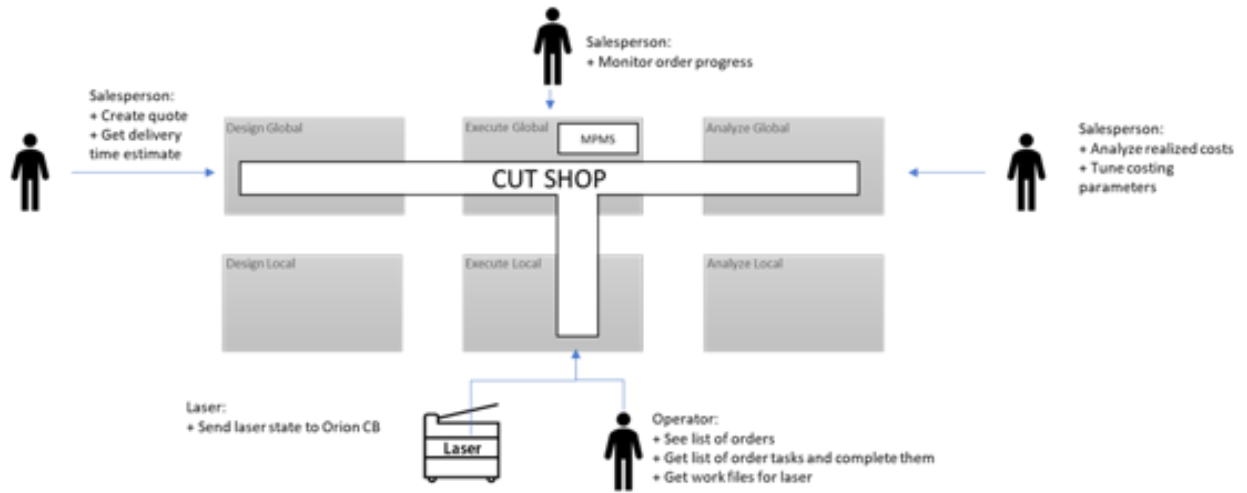 Salesperson:
+ Monitor order progress
Salesperson:
+ Create quote
+ Get delivery
time estimate
Design Global
Execute Global
MPMS
Analyze Global
Salesperson:
+ Analyze realized costs
+ Tune costing
parameters
CUT SHOP
Design Local
Execute Local
Analyze Local
Laser:
+ Send laser state to Orion CB
Laser
Operator:
+ See list of orders
+ Get list of order tasks and complete them
+ Get work files for laser